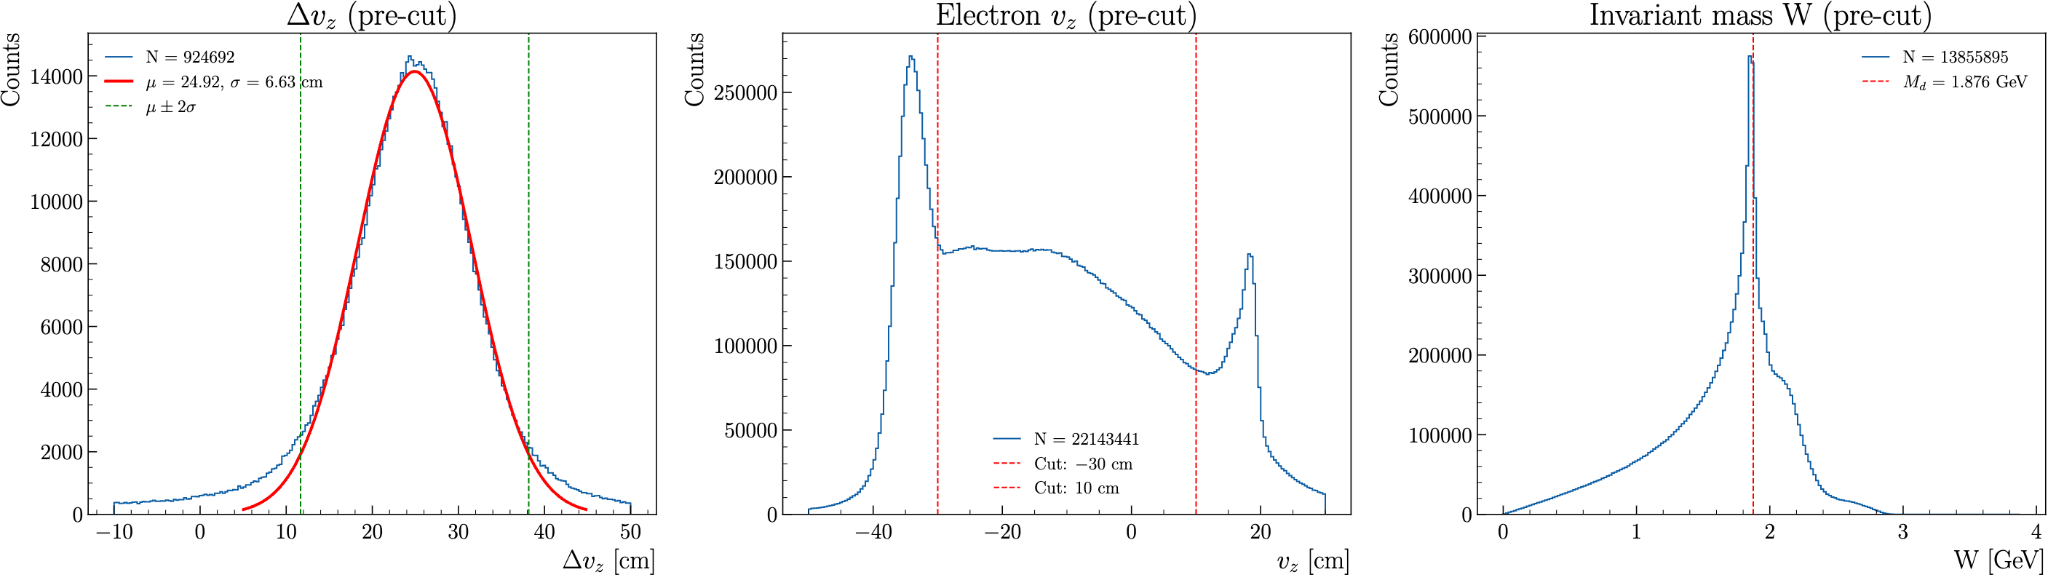 Δv_z (pre-cut)
Counts
N = 924692
μ = 24.92, σ = 6.63 cm
μ ± 2σ
14000
12000
10000
8000
6000
4000
2000
0
−10 0 10 20 30 40 50
Δv_z [cm]
Electron v_z (pre-cut)
Counts
250000
200000
150000
100000
50000
0
N = 22143441
Cut: −30 cm
Cut: 10 cm
−40 −20 0 20
v_z [cm]
Invariant mass W (pre-cut)
Counts
600000
500000
400000
300000
200000
100000
0
N = 13855895
M_d = 1.876 GeV
0 1 2 3 4
W [GeV]